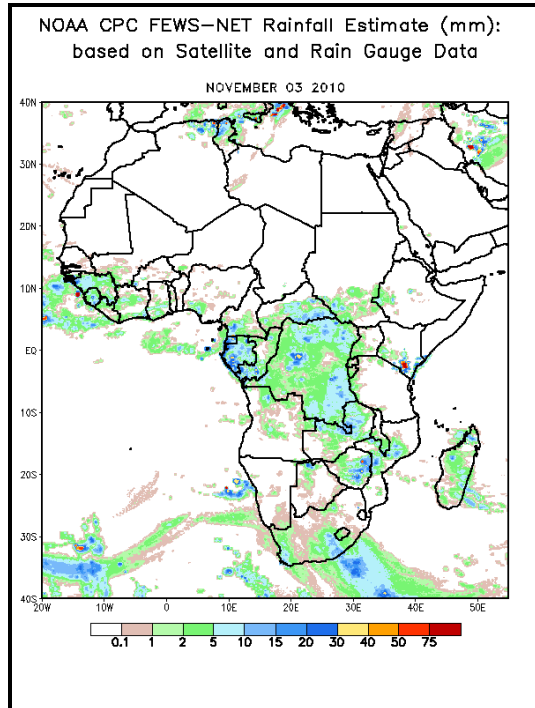 NOAA CPC FEWS-NET Rainfall Estimate (mm):
based on Satellite and Rain Gauge Data
NOVEMBER 03 2010
40N
30N
20N
10N
EQ
10S
20S
30S
40S
20W 10W 0 10E 20E 30E 40E 50E
0.1 1 2 5 10 15 20 30 40 50 75